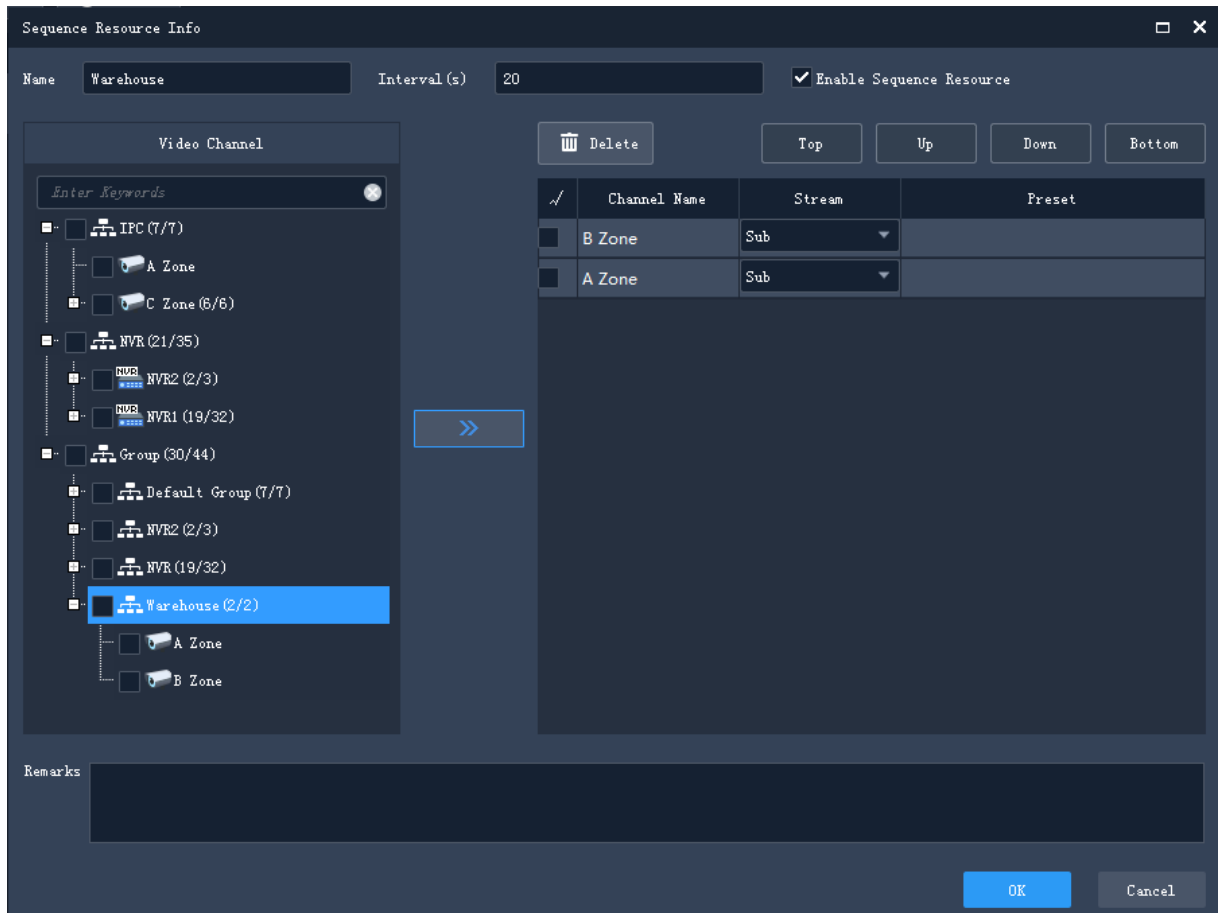 Sequence Resource Info
Name Warehouse Interval(s) 20 Enable Sequence Resource
Video Channel
Enter Keywords
IPC(7/7)
A Zone
C Zone(6/6)
NVR(21/35)
NVR NVR2(2/3)
NVR NVR1(19/32)
Group(30/44)
Default Group(7/7)
NVR2(2/3)
NVR(19/32)
Warehouse(2/2)
A Zone
B Zone
Delete Top Up Down Bottom
Channel Name Stream Preset
B Zone Sub
A Zone Sub
Remarks
OK Cancel